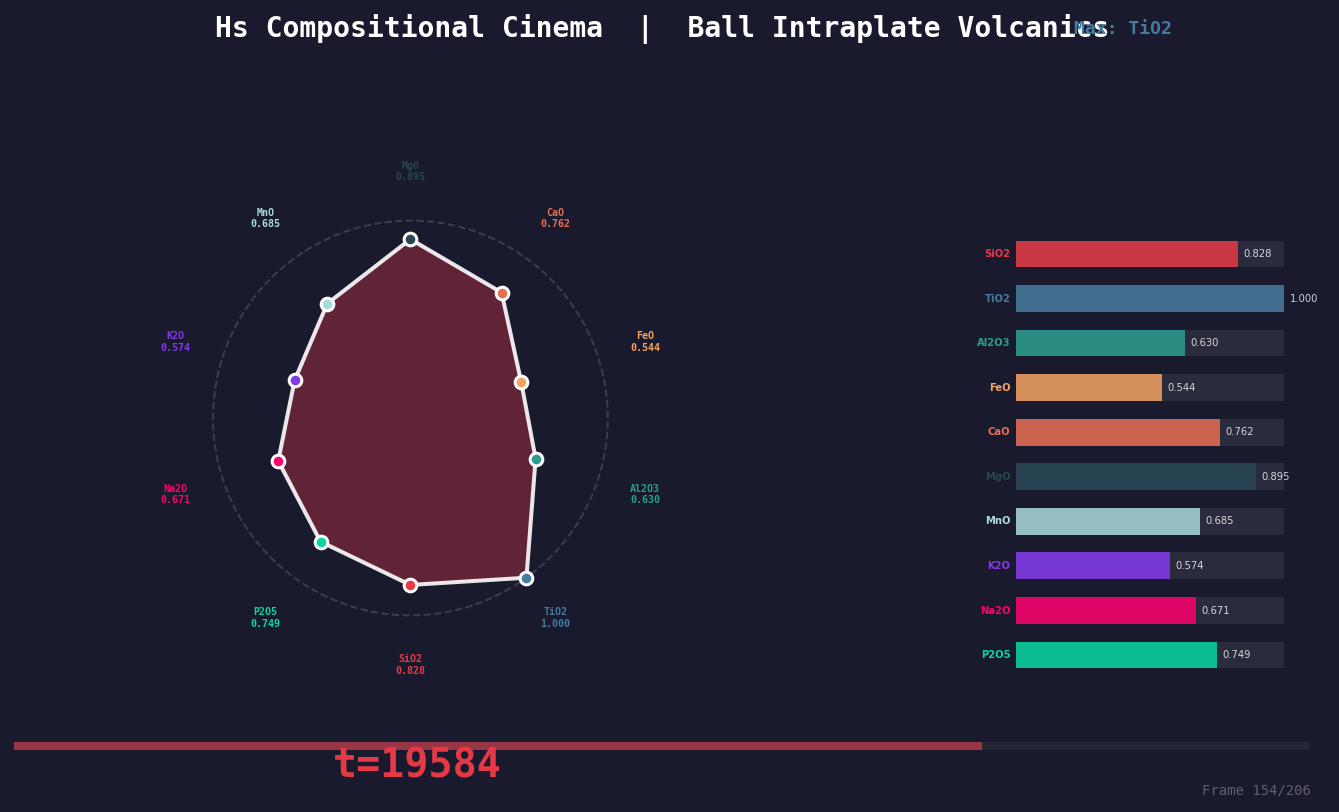 Hs Compositional Cinema | Ball Intraplate Volcanics
Max: TiO2
MgO
0.895
MnO
0.685
CaO
0.762
K2O
0.574
FeO
0.544
Na2O
0.671
Al2O3
0.630
P2O5
0.749
TiO2
1.000
SiO2
0.828
SiO2 0.828
TiO2 1.000
Al2O3 0.630
FeO 0.544
CaO 0.762
MgO 0.895
MnO 0.685
K2O 0.574
Na2O 0.671
P2O5 0.749
t=19584
Frame 154/206